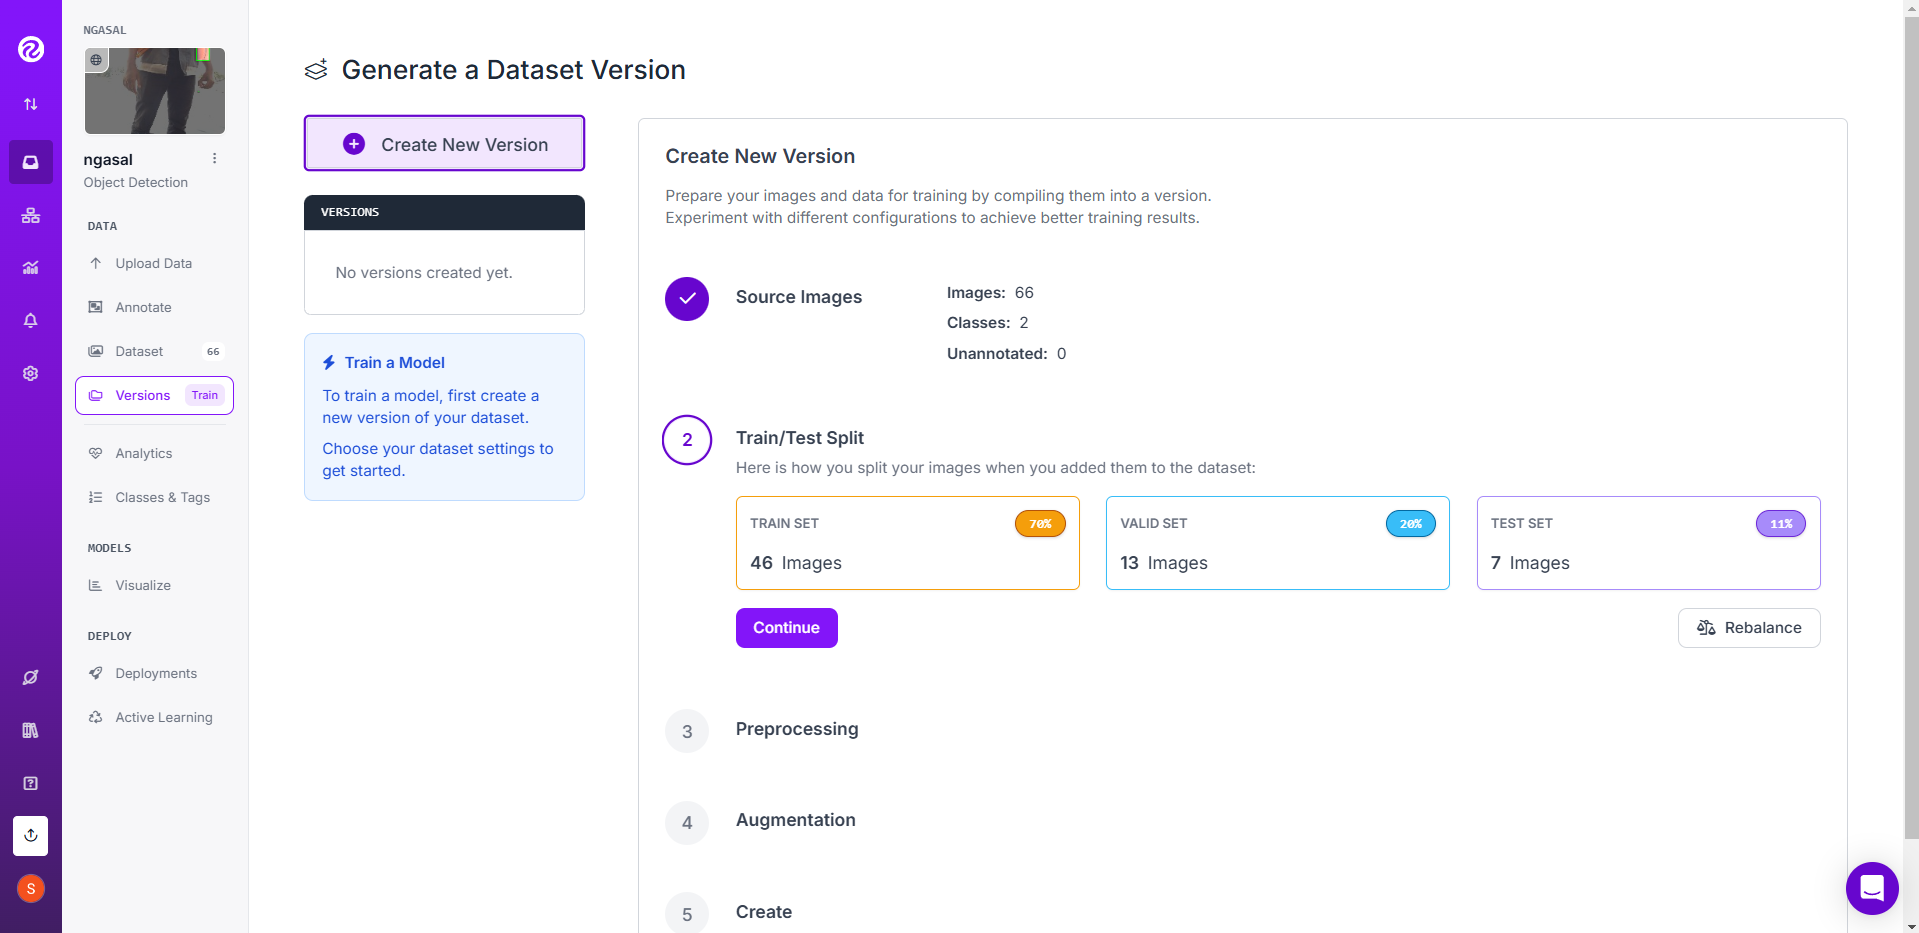 NGASAL
ngasal
Object Detection
DATA
Upload Data
Annotate
Dataset 66
Versions Train
Analytics
Classes & Tags
MODELS
Visualize
DEPLOY
Deployments
Active Learning
S
Generate a Dataset Version
Create New Version
VERSIONS
No versions created yet.
Train a Model
To train a model, first create a
new version of your dataset.
Choose your dataset settings to
get started.
Create New Version
Prepare your images and data for training by compiling them into a version.
Experiment with different configurations to achieve better training results.
Source Images
Images: 66
Classes: 2
Unannotated: 0
2 Train/Test Split
Here is how you split your images when you added them to the dataset:
TRAIN SET 70%
46 Images
VALID SET 20%
13 Images
TEST SET 11%
7 Images
Continue
Rebalance
3 Preprocessing
4 Augmentation
5 Create